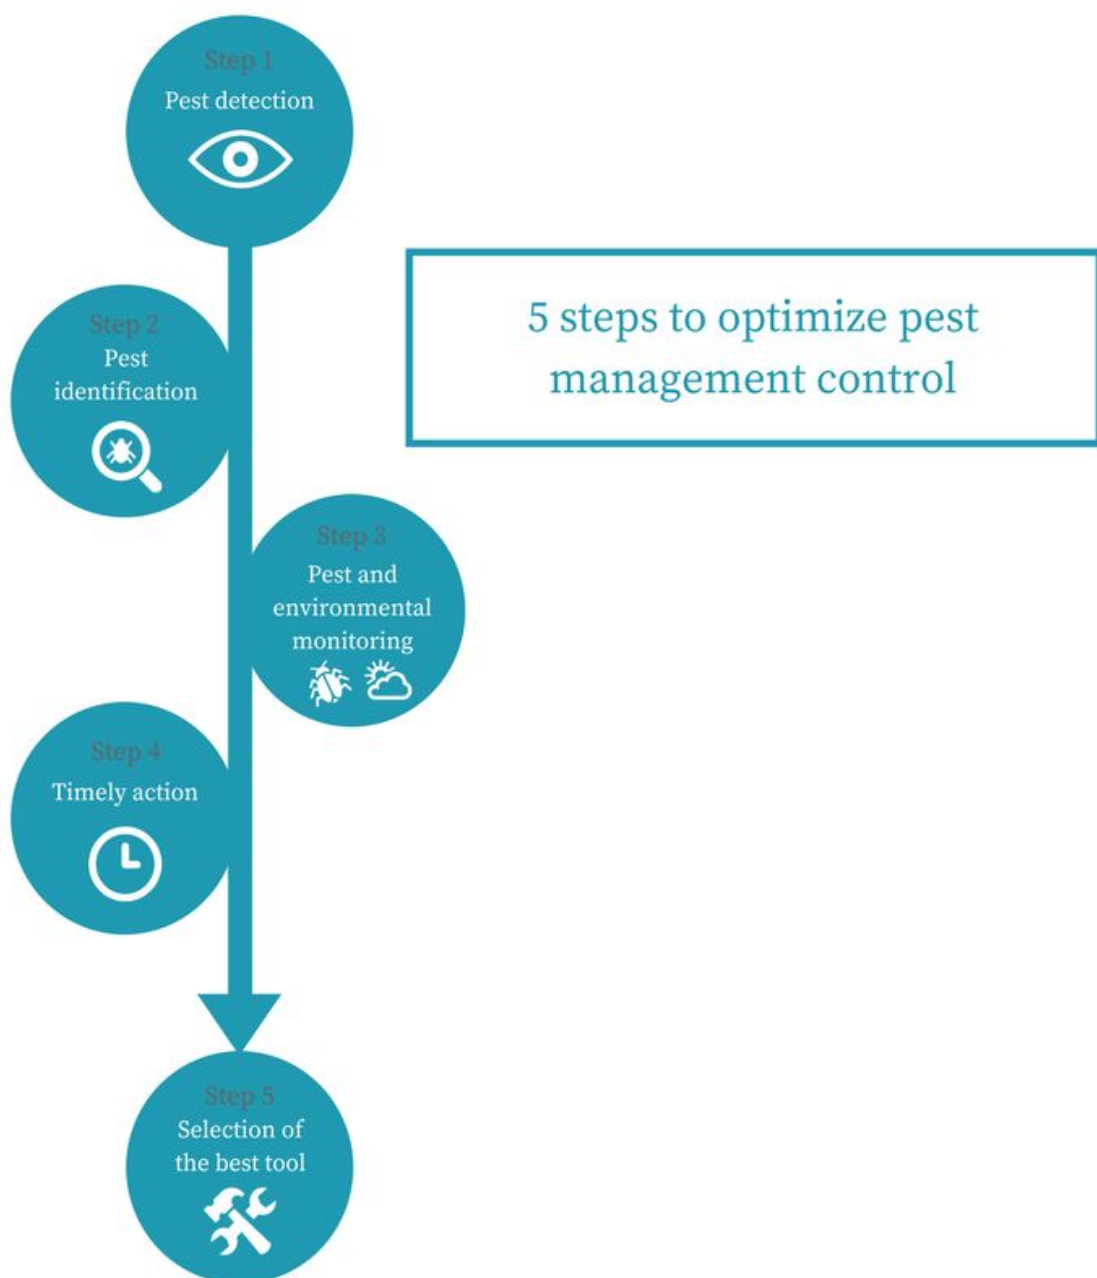 Step 1
Pest detection
5 steps to optimize pest
management control
Step 2
Pest
identification
Step 3
Pest and
environmental
monitoring
Step 4
Timely action
Step 5
Selection of
the best tool